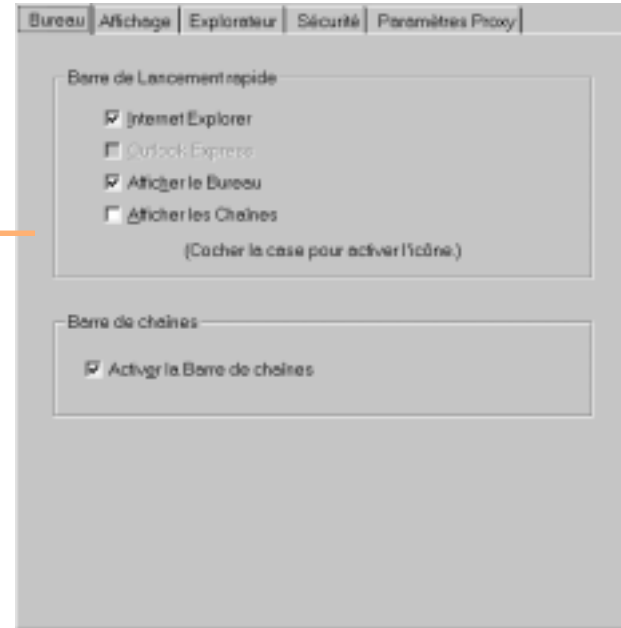 Bureau Affichage Explorateur Sécurité Paramètres Proxy
Barre de Lancement rapide
Internet Explorer
Outlook Express
Afficher le Bureau
Afficher les Chaînes
(Cocher la case pour activer l'icône.)
Barre de chaînes
Activer la Barre de chaînes